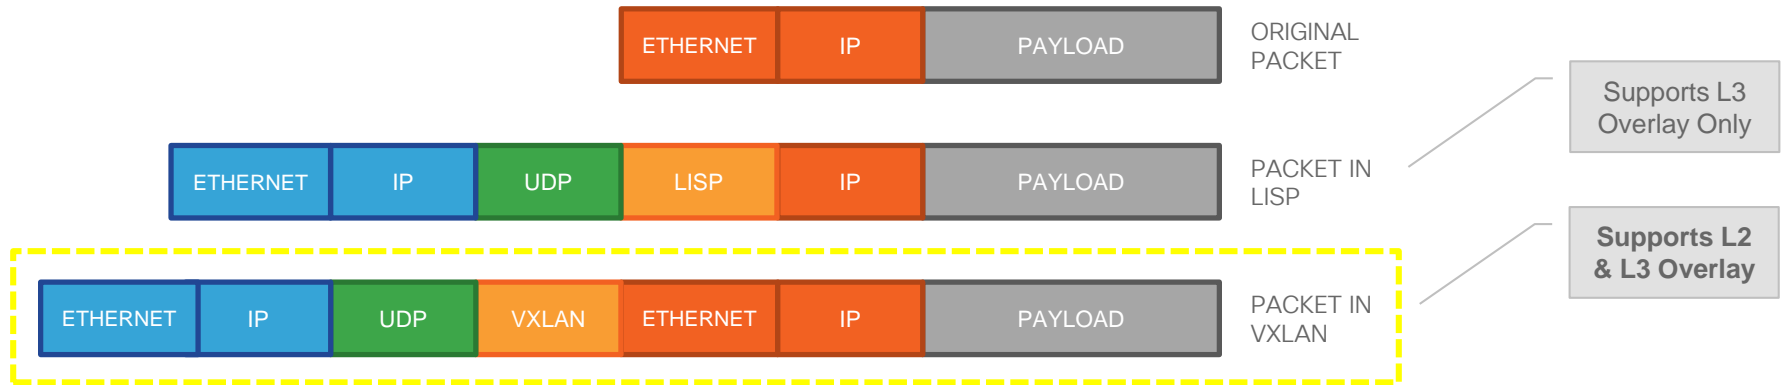 ETHERNET IP PAYLOAD
ORIGINAL
PACKET
Supports L3
Overlay Only
ETHERNET IP UDP LISP IP PAYLOAD
PACKET IN
LISP
Supports L2
& L3 Overlay
ETHERNET IP UDP VXLAN ETHERNET IP PAYLOAD
PACKET IN
VXLAN